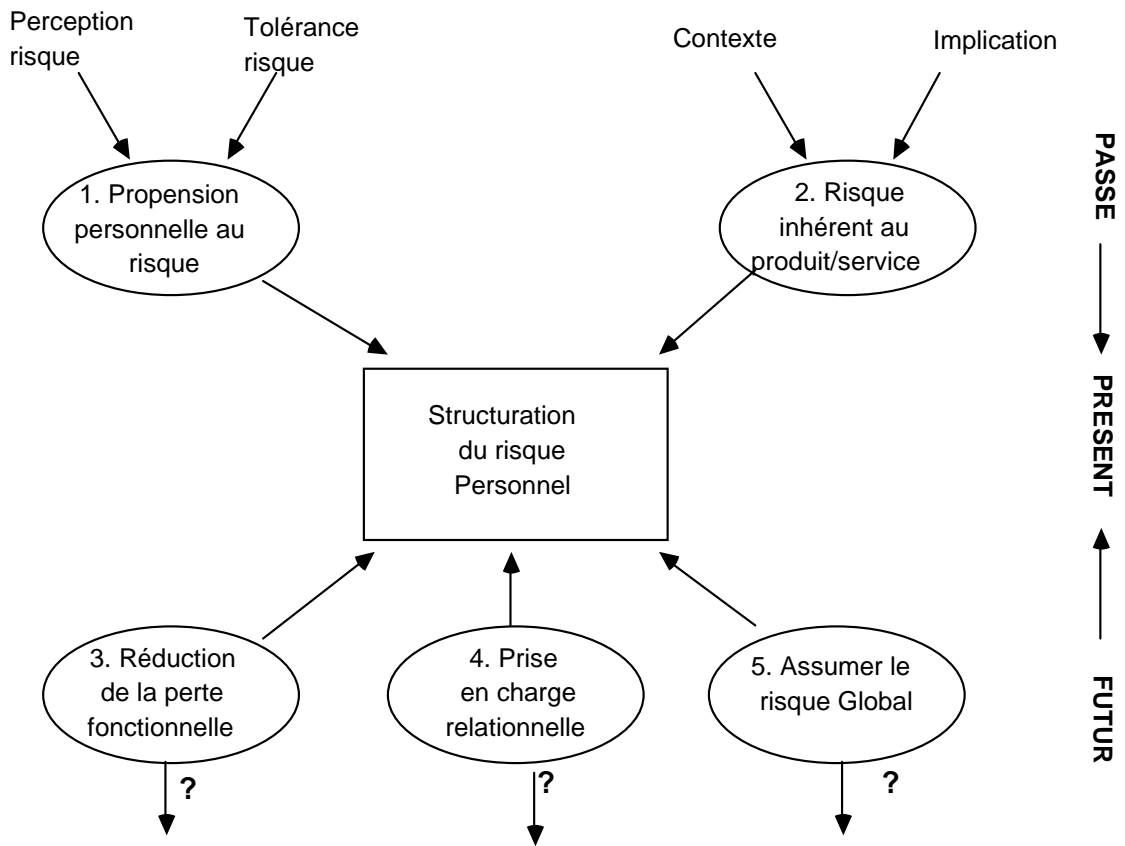 Perception
risque
Tolérance
risque
Contexte
Implication
1. Propension
personnelle au
risque
2. Risque
inhérent au
produit/service
PASSE
Structuration
du risque
Personnel
PRESENT
3. Réduction
de la perte
fonctionnelle
4. Prise
en charge
relationnelle
5. Assumer le
risque Global
FUTUR
?
?
?